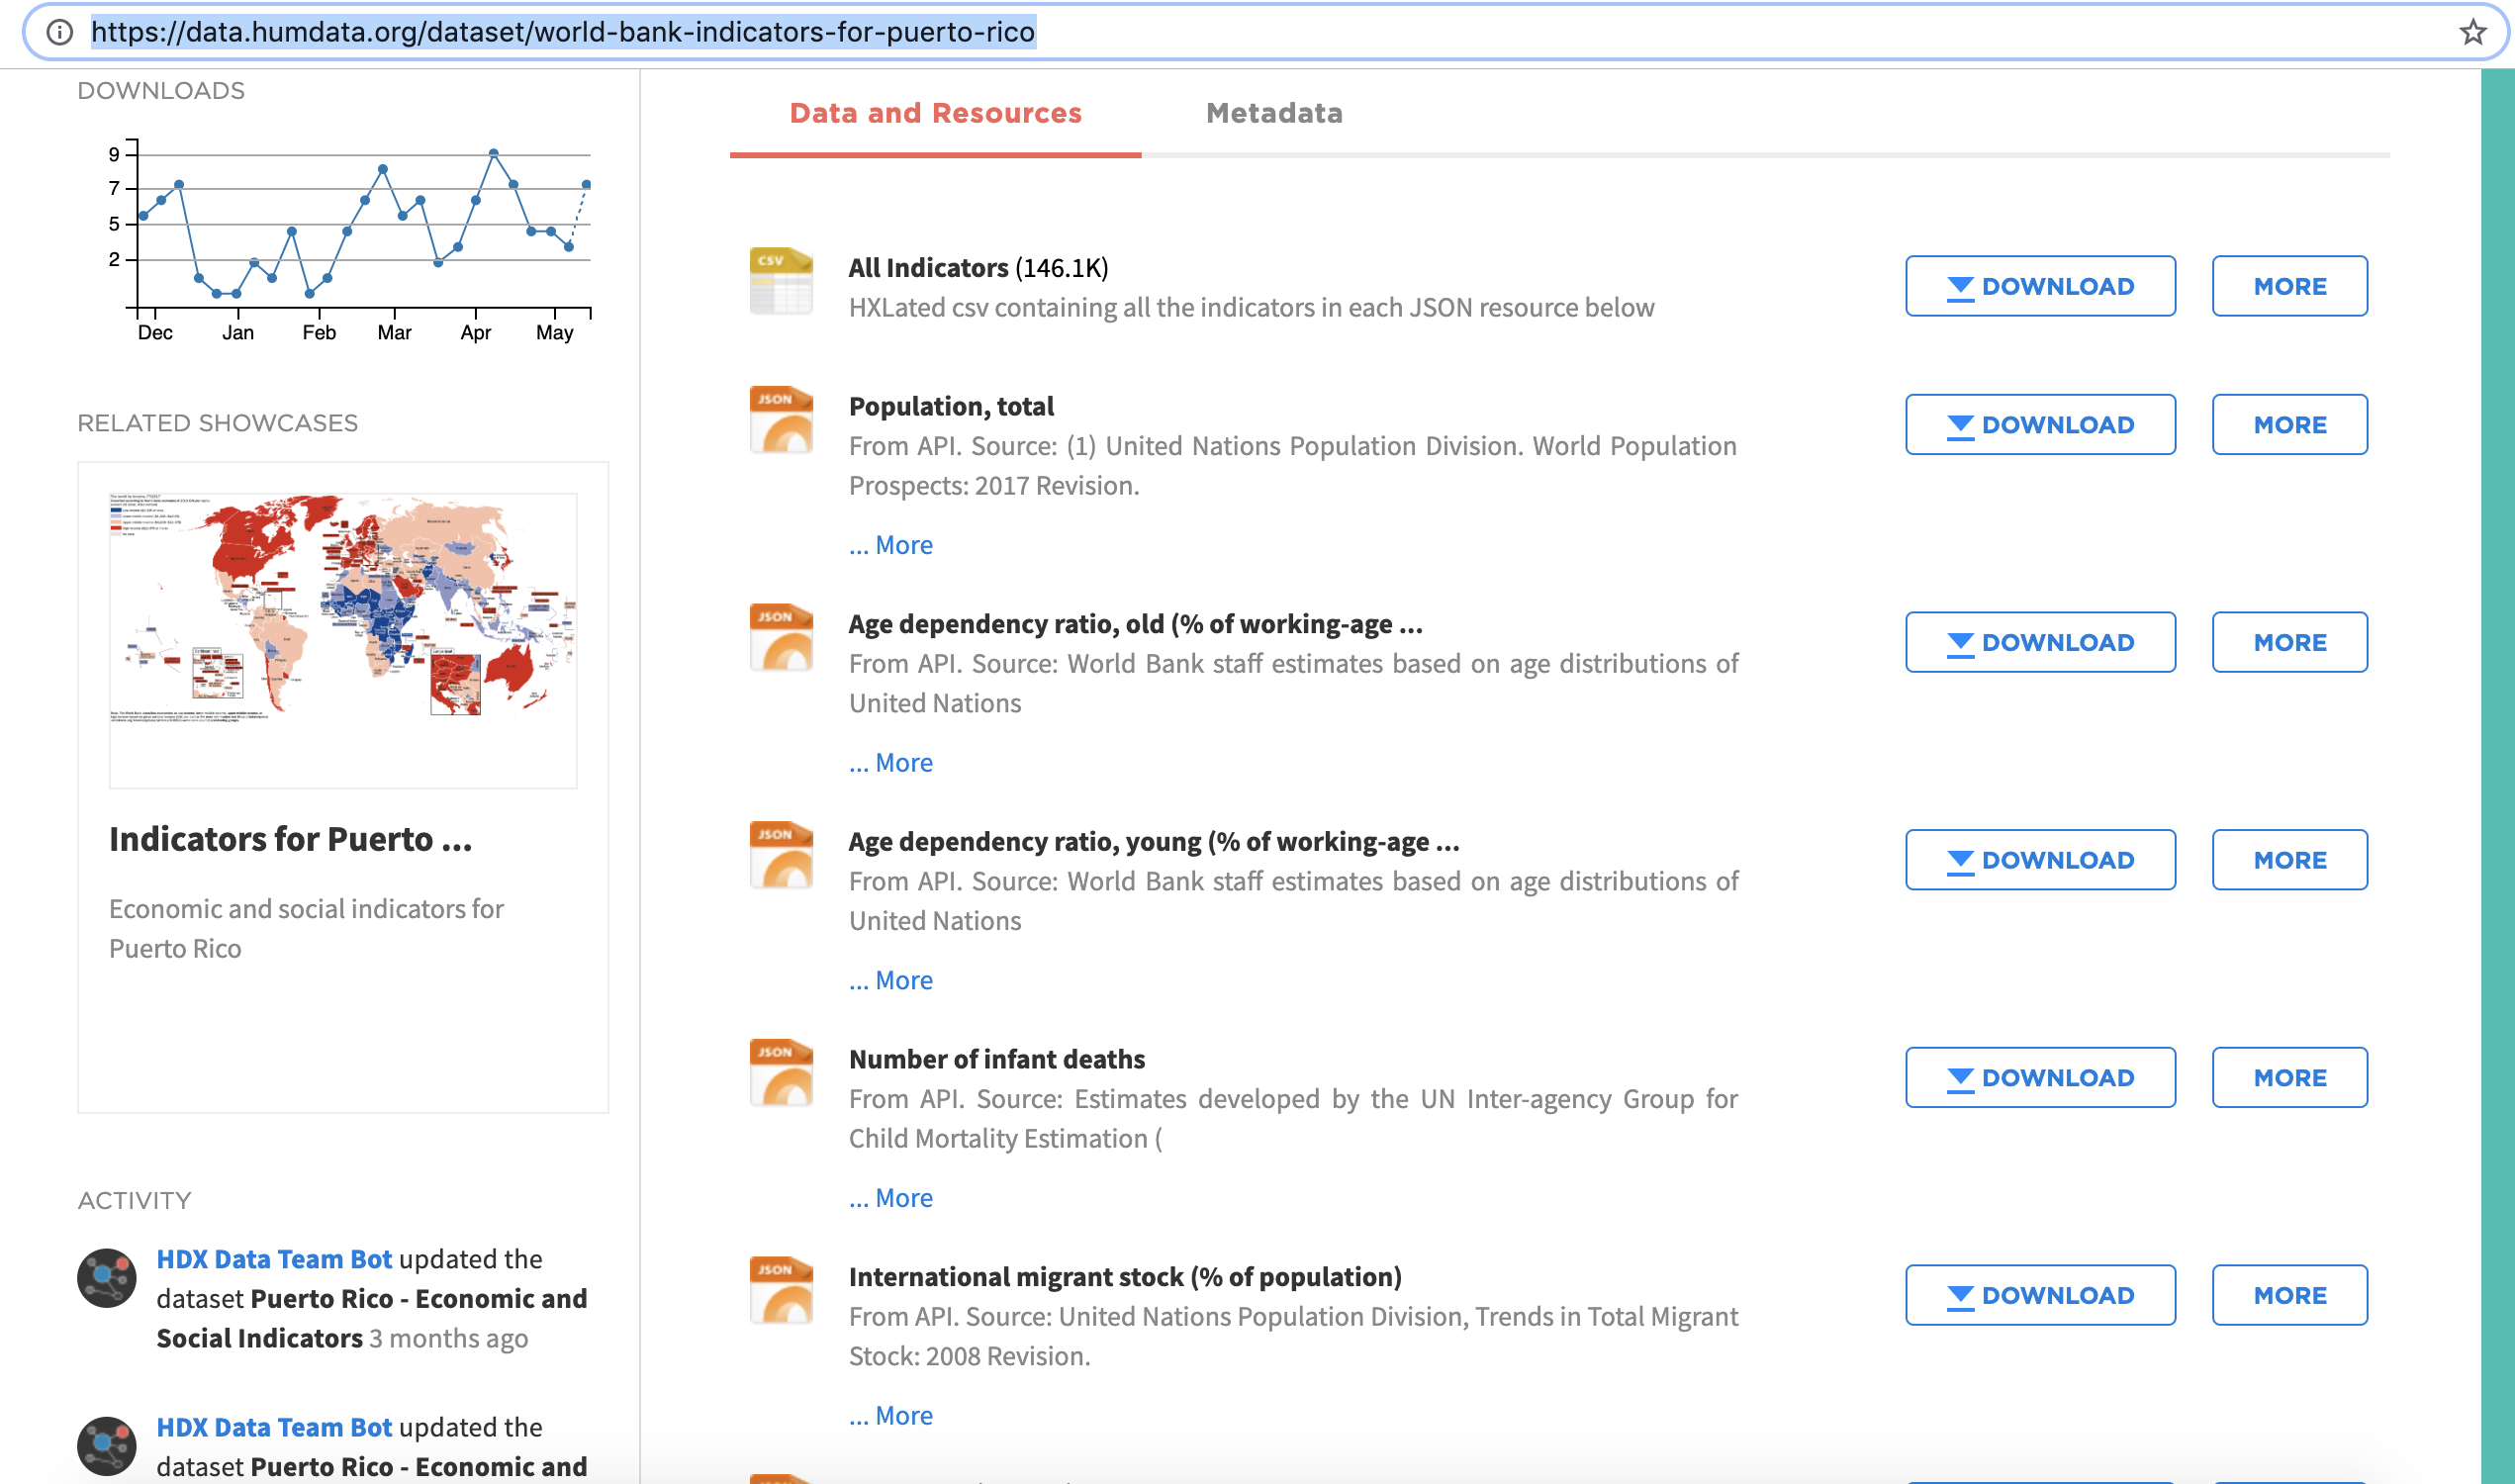 https://data.humdata.org/dataset/world-bank-indicators-for-puerto-rico
DOWNLOADS
9
7
5
2
Dec Jan Feb Mar Apr May
RELATED SHOWCASES
Indicators for Puerto ...
Economic and social indicators for
Puerto Rico
ACTIVITY
HDX Data Team Bot updated the
dataset Puerto Rico - Economic and
Social Indicators 3 months ago
HDX Data Team Bot updated the
dataset Puerto Rico - Economic and
Data and Resources Metadata
CSV
All Indicators (146.1K)
HXLated csv containing all the indicators in each JSON resource below
DOWNLOAD MORE
JSON
Population, total
From API. Source: (1) United Nations Population Division. World Population
Prospects: 2017 Revision.
... More
DOWNLOAD MORE
JSON
Age dependency ratio, old (% of working-age ...
From API. Source: World Bank staff estimates based on age distributions of
United Nations
... More
DOWNLOAD MORE
JSON
Age dependency ratio, young (% of working-age ...
From API. Source: World Bank staff estimates based on age distributions of
United Nations
... More
DOWNLOAD MORE
JSON
Number of infant deaths
From API. Source: Estimates developed by the UN Inter-agency Group for
Child Mortality Estimation (
... More
DOWNLOAD MORE
JSON
International migrant stock (% of population)
From API. Source: United Nations Population Division, Trends in Total Migrant
Stock: 2008 Revision.
... More
DOWNLOAD MORE